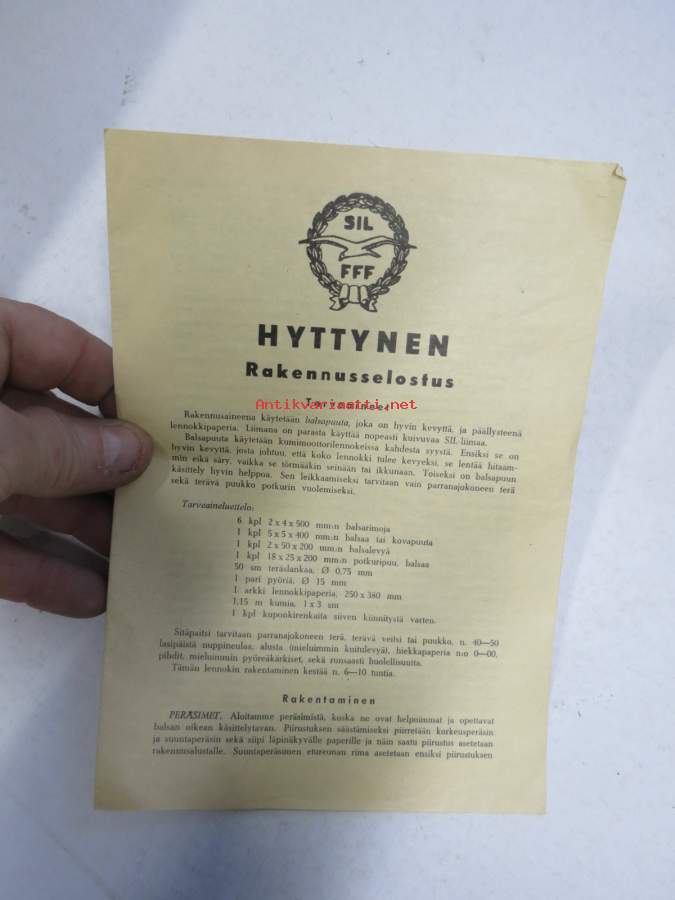 SIL
FFF
HYTTYNEN
Rakennusselostus
Tarveaineet
Antikvariaatti.net
Rakennusaineena käytetään balsapuuta, joka on hyvin kevyttä, ja päällysteenä
lennokkipaperia. Liimana on parasta käyttää nopeasti kuivuvaa SIL liimaa.
Balsapuuta käytetään kumimoottorilennokeissa kahdesta syystä. Ensiksi se on
hyvin kevyttä, josta johtuu, että koko lennokki tulee kevyeksi, se lentää hitaam-
min eikä säry, vaikka se törmääkin seinään tai ikkunaan. Toiseksi on balsapuun
käsittely hyvin helppoa. Sen leikkaamiseksi tarvitaan vain parranajokoneen terä
sekä terävä puukko potkurin vuolemiseksi.
Tarveaineluettelo:
6 kpl 2 x 4 x 500 mm:n balsarimoja
1 kpl 5 x 5 x 400 mm:n balsaa tai kovapuuta
1 kpl 2 x 50 x 200 mm:n balsalevyä
1 kpl 18 x 25 x 200 mm:n potkuripuu, balsaa
50 sm teräslankaa, Ø 0,75 mm
1 pari pyöriä, Ø 15 mm
1 arkki lennokkipaperia, 250 x 380 mm
1,15 m kumia, 1 x 3 sm
1 kpl kuponkirenkaita siiven kiinnitystä varten.
Sitäpaitsi tarvitaan parranajokoneen terä, terävä veitsi tai puukko, n. 40—50
lasipäistä nuppineulaa, alusta (mieluimmin kuitulevyä), hiekkapaperia n:o 0—00,
pihdit, mieluimmin pyöreäkärkiset, sekä runsaasti huolellisuutta.
Tämän lennokin rakentaminen kestää n. 6—10 tuntia.
Rakentaminen
PERÄSIMET. Aloitamme peräsimistä, koska ne ovat helpoimmat ja opettavat
balsan oikean käsittelytavan. Piirustuksen säästämiseksi piirretään korkeusperäsin
ja suuntaperäsin sekä siipi läpinäkyvälle paperille ja näin saatu piirustus asetetaan
rakennusalustalle. Suuntaperäsimen etureunan rima asetetaan ensiksi piirustuksen